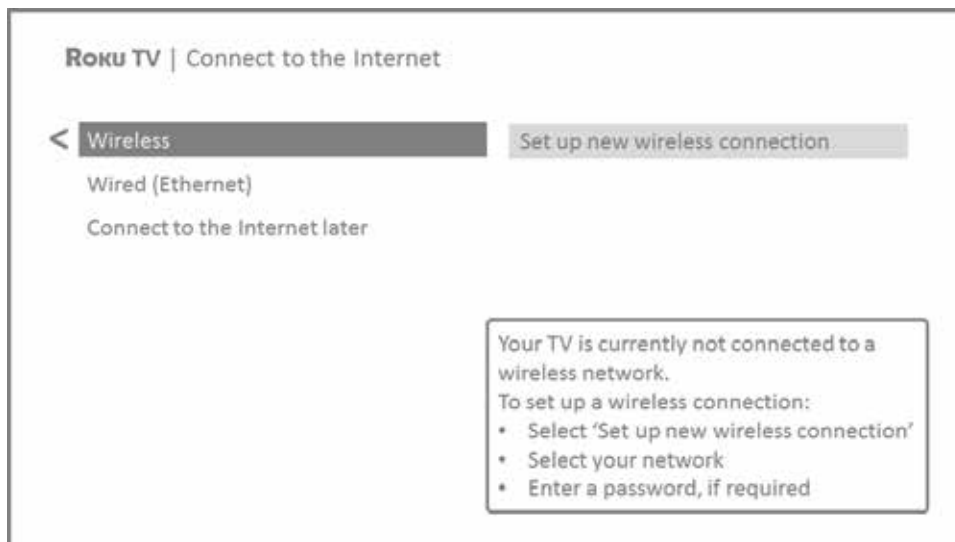 ROKU TV | Connect to the Internet
< Wireless
Set up new wireless connection
Wired (Ethernet)
Connect to the Internet later
Your TV is currently not connected to a
wireless network.
To set up a wireless connection:
• Select ‘Set up new wireless connection’
• Select your network
• Enter a password, if required